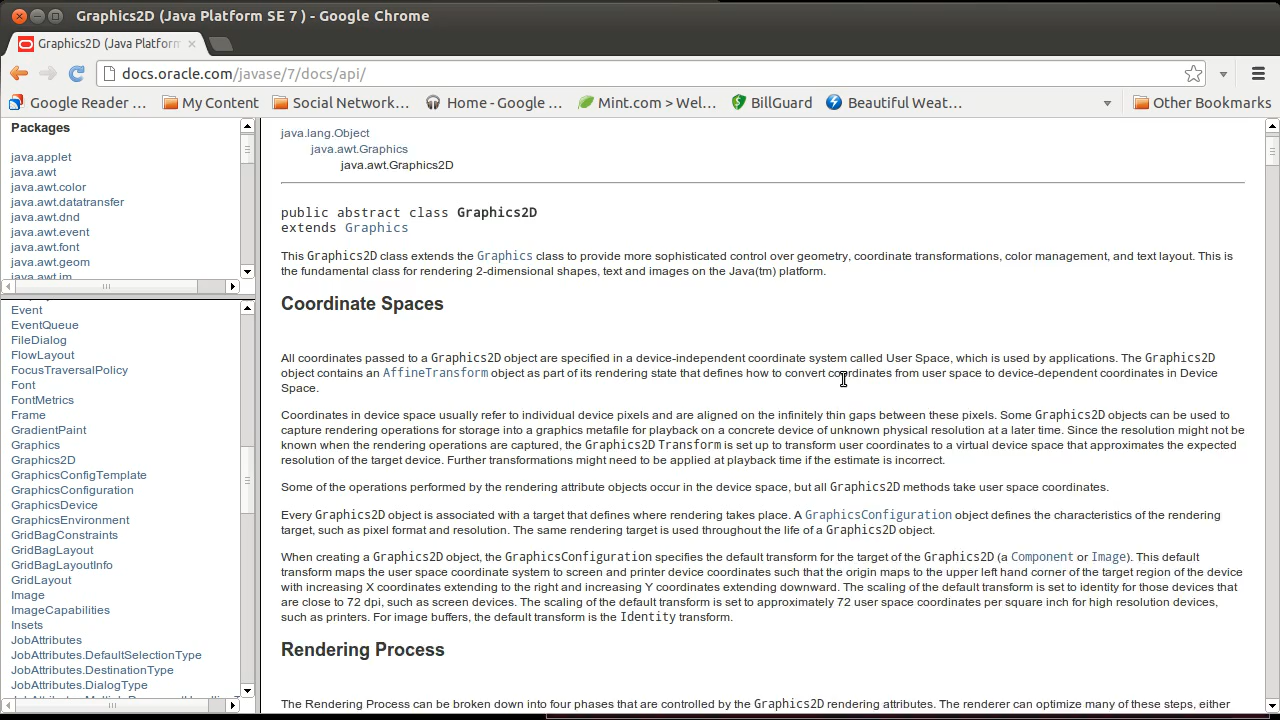 Graphics2D (Java Platform SE 7 ) - Google Chrome
Graphics2D (Java Platform
docs.oracle.com/javase/7/docs/api/
Google Reader ...
My Content
Social Network...
Home - Google ...
Mint.com > Wel...
BillGuard
Beautiful Weat...
Other Bookmarks
Packages
java.applet
java.awt
java.awt.color
java.awt.datatransfer
java.awt.dnd
java.awt.event
java.awt.font
java.awt.geom
java.awt.im
Event
EventQueue
FileDialog
FlowLayout
FocusTraversalPolicy
Font
FontMetrics
Frame
GradientPaint
Graphics
Graphics2D
GraphicsConfigTemplate
GraphicsConfiguration
GraphicsDevice
GraphicsEnvironment
GridBagConstraints
GridBagLayout
GridBagLayoutInfo
GridLayout
Image
ImageCapabilities
Insets
JobAttributes
JobAttributes.DefaultSelectionType
JobAttributes.DestinationType
JobAttributes.DialogType
java.lang.Object
java.awt.Graphics
java.awt.Graphics2D
public abstract class Graphics2D
extends Graphics
This Graphics2D class extends the Graphics class to provide more sophisticated control over geometry, coordinate transformations, color management, and text layout. This is
the fundamental class for rendering 2-dimensional shapes, text and images on the Java(tm) platform.
Coordinate Spaces
All coordinates passed to a Graphics2D object are specified in a device-independent coordinate system called User Space, which is used by applications. The Graphics2D
object contains an AffineTransform object as part of its rendering state that defines how to convert coordinates from user space to device-dependent coordinates in Device
Space.
Coordinates in device space usually refer to individual device pixels and are aligned on the infinitely thin gaps between these pixels. Some Graphics2D objects can be used to
capture rendering operations for storage into a graphics metafile for playback on a concrete device of unknown physical resolution at a later time. Since the resolution might not be
known when the rendering operations are captured, the Graphics2D Transform is set up to transform user coordinates to a virtual device space that approximates the expected
resolution of the target device. Further transformations might need to be applied at playback time if the estimate is incorrect.
Some of the operations performed by the rendering attribute objects occur in the device space, but all Graphics2D methods take user space coordinates.
Every Graphics2D object is associated with a target that defines where rendering takes place. A GraphicsConfiguration object defines the characteristics of the rendering
target, such as pixel format and resolution. The same rendering target is used throughout the life of a Graphics2D object.
When creating a Graphics2D object, the GraphicsConfiguration specifies the default transform for the target of the Graphics2D (a Component or Image). This default
transform maps the user space coordinate system to screen and printer device coordinates such that the origin maps to the upper left hand corner of the target region of the device
with increasing X coordinates extending to the right and increasing Y coordinates extending downward. The scaling of the default transform is set to identity for those devices that
are close to 72 dpi, such as screen devices. The scaling of the default transform is set to approximately 72 user space coordinates per square inch for high resolution devices,
such as printers. For image buffers, the default transform is the Identity transform.
Rendering Process
The Rendering Process can be broken down into four phases that are controlled by the Graphics2D rendering attributes. The renderer can optimize many of these steps, either